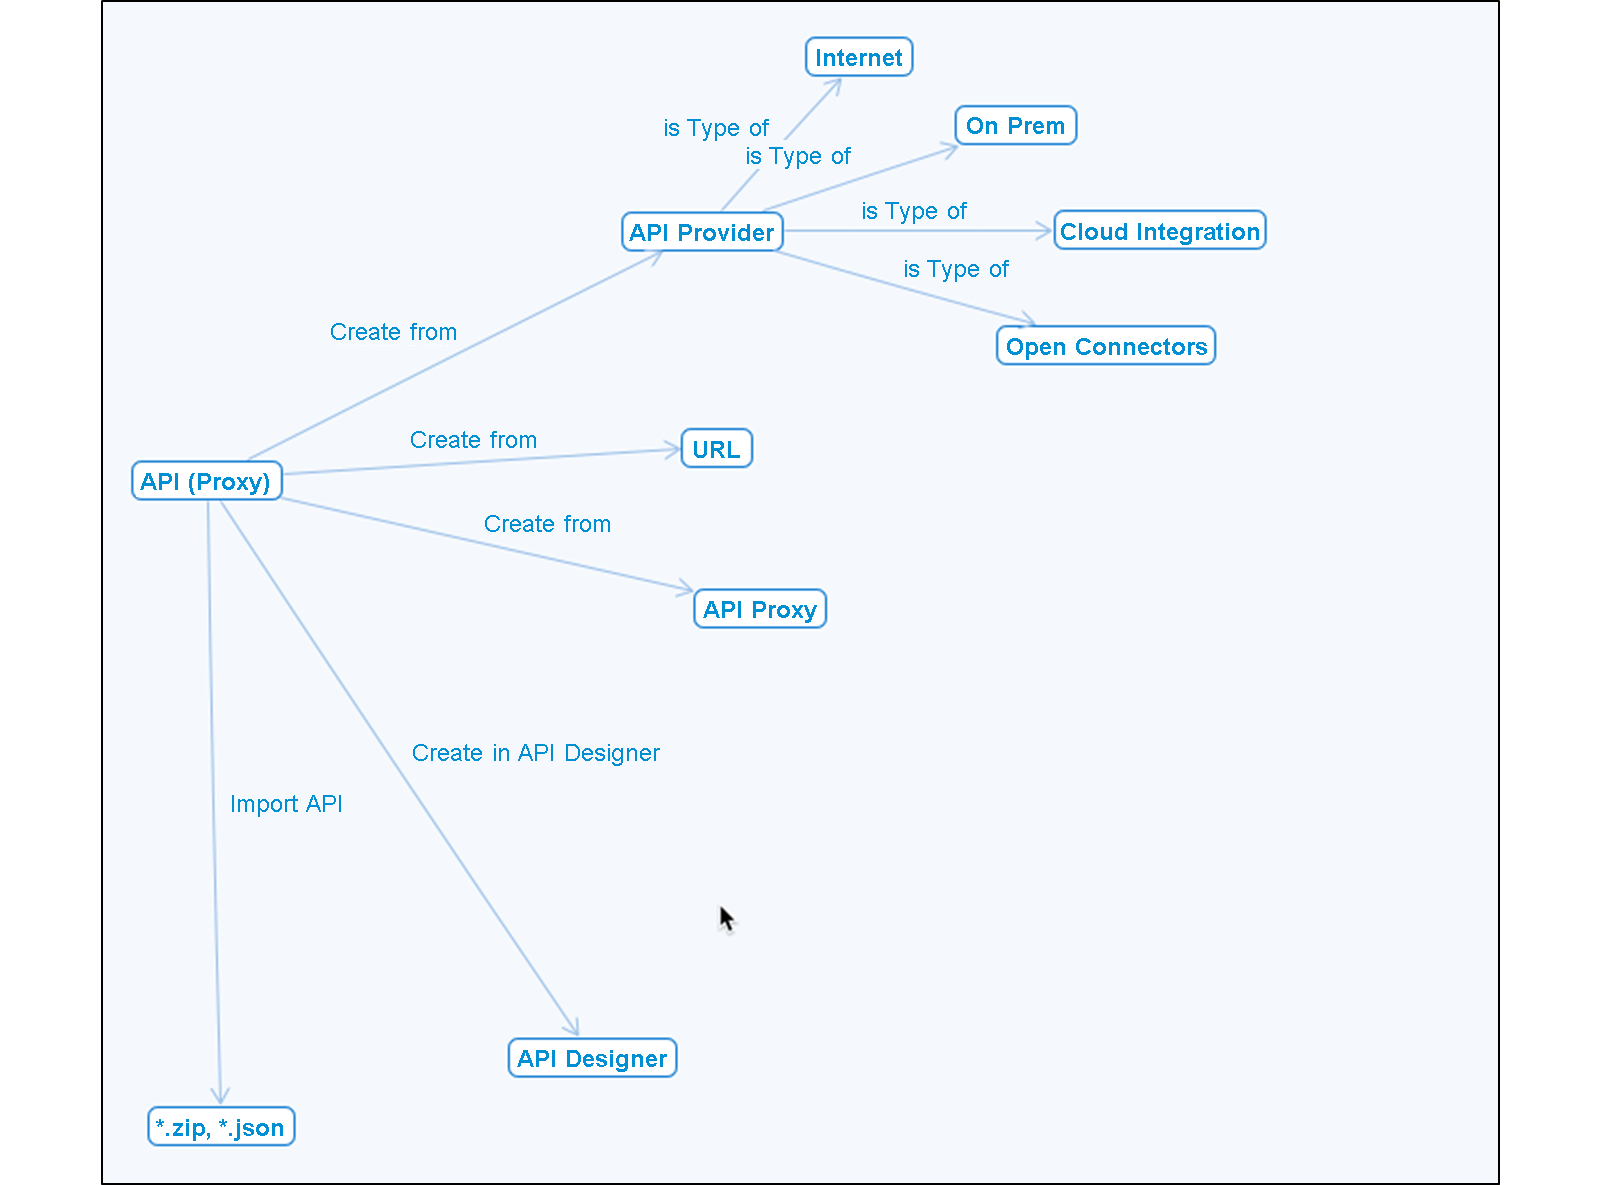 Internet
On Prem
is Type of
is Type of
is Type of
API Provider
Cloud Integration
is Type of
Create from
Open Connectors
Create from
URL
API (Proxy)
Create from
API Proxy
Create in API Designer
Import API
API Designer
*.zip, *.json